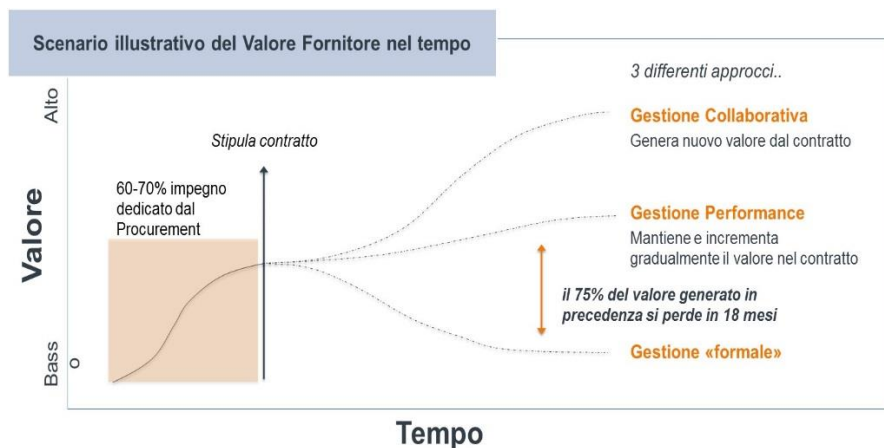 Scenario illustrativo del Valore Fornitore nel tempo
3 differenti approcci..
Alto
Gestione Collaborativa
Genera nuovo valore dal contratto
Stipula contratto
60-70% impegno
dedicato dal
Procurement
Valore
Gestione Performance
Mantiene e incrementa
gradualmente il valore nel contratto
il 75% del valore generato in
precedenza si perde in 18 mesi
Gestione «formale»
Bass
o
Tempo